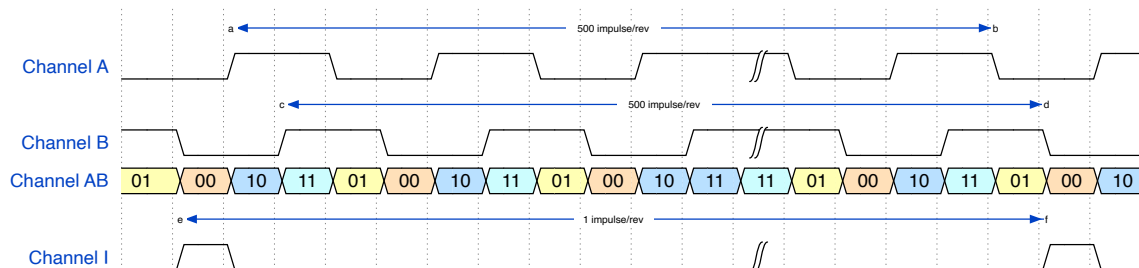 a 500 impulse/rev b
Channel A
c 500 impulse/rev d
Channel B
Channel AB 01 00 10 11 01 00 10 11 01 00 10 11 11 01 00 10 11 01 00 10
e 1 impulse/rev f
Channel I